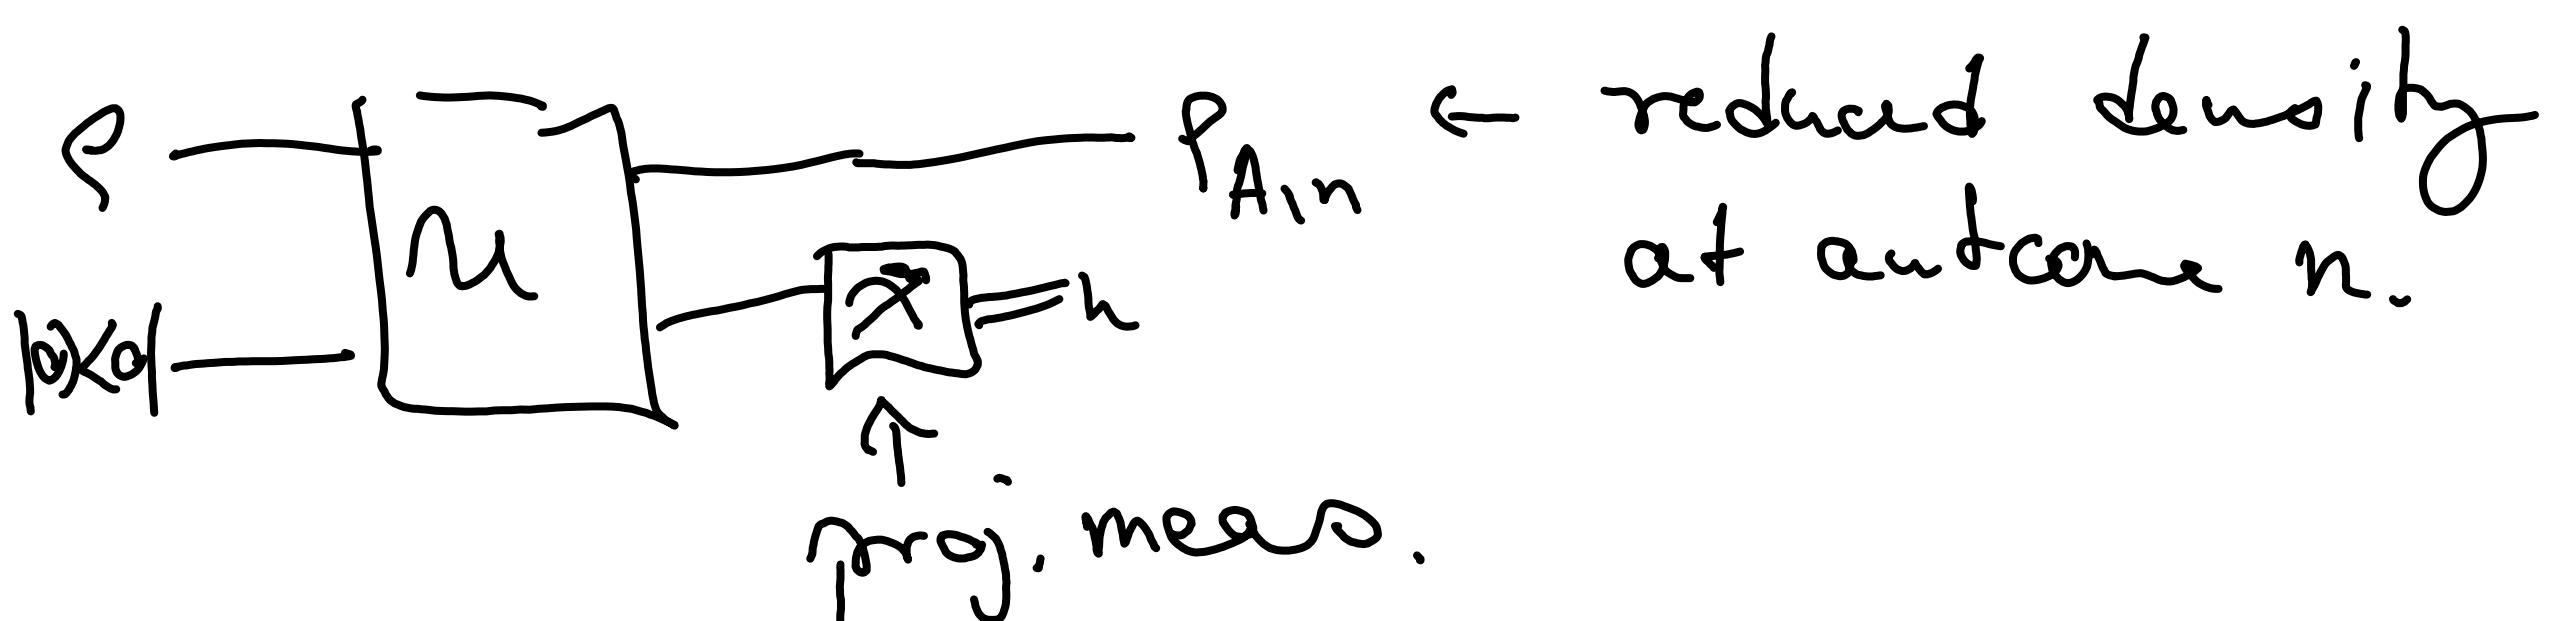 ρ U ρ_{A,n} ← reduced density
at outcome n.
|0⟩⟨0| n
proj. meas.